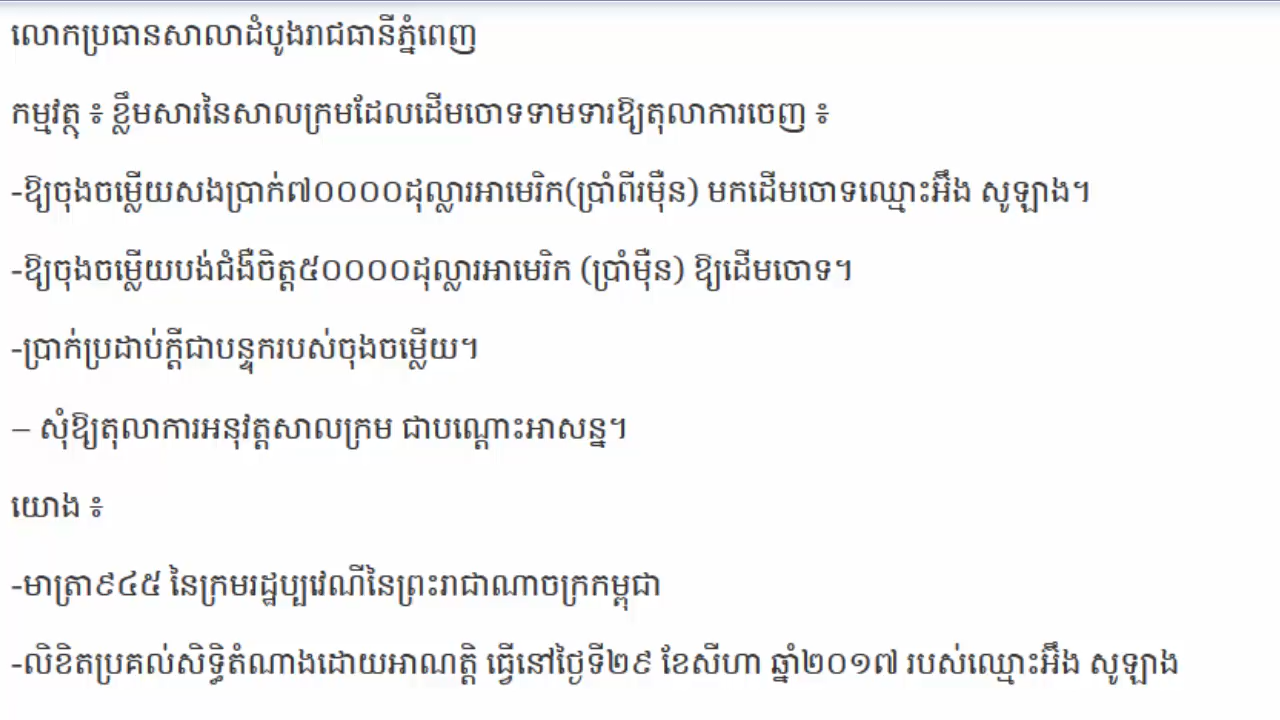 លោកប្រធានសាលាដំបូងរាជធានីភ្នំពេញ
កម្មវត្ថុ ៖ ខ្លឹមសារនៃសាលក្រមដែលដើមចោទទាមទារឱ្យតុលាការចេញ ៖
-ឱ្យចុងចម្លើយសងប្រាក់៧០០០០ដុល្លារអាមេរិក(ប្រាំពីរម៉ឺន) មកដើមចោទឈ្មោះអ៊ឹង សូឡាង។
-ឱ្យចុងចម្លើយបង់ជំងឺចិត្ត៥០០០០ដុល្លារអាមេរិក (ប្រាំម៉ឺន) ឱ្យដើមចោទ។
-ប្រាក់ប្រដាប់ក្តីជាបន្ទុករបស់ចុងចម្លើយ។
– សុំឱ្យតុលាការអនុវត្តសាលក្រម ជាបណ្តោះអាសន្ន។
យោង ៖
-មាត្រា៩៤៥ នៃក្រមរដ្ឋប្បវេណីនៃព្រះរាជាណាចក្រកម្ពុជា
-លិខិតប្រគល់សិទ្ធិតំណាងដោយអាណត្តិ ធ្វើនៅថ្ងៃទី២៩ ខែសីហា ឆ្នាំ២០១៧ របស់ឈ្មោះអ៊ឹង សូឡាង